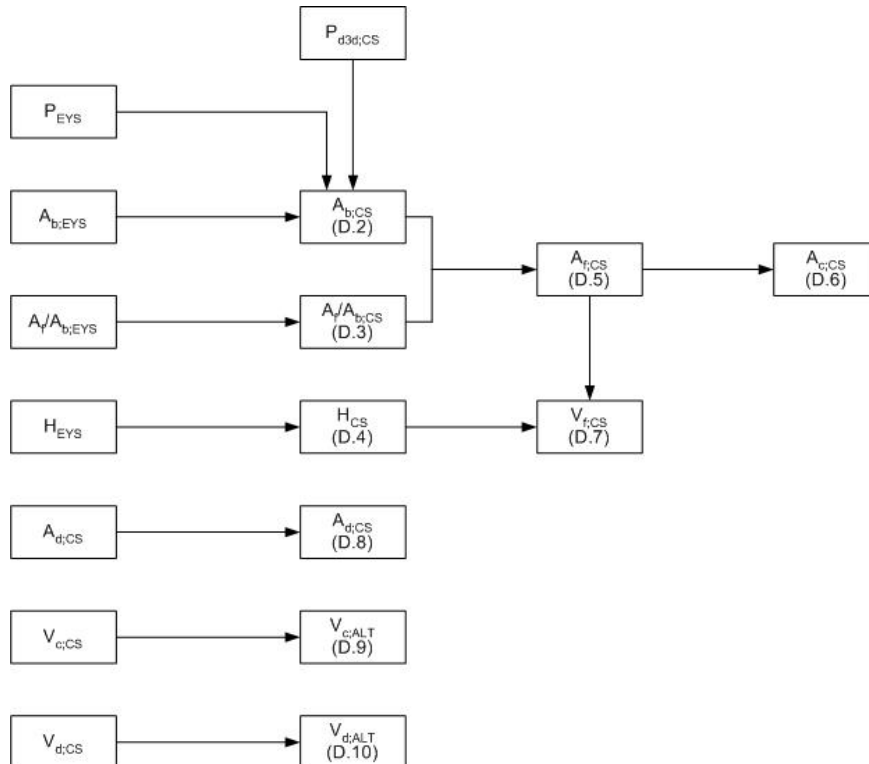 P_d3d;CS
P_EYS
A_b;EYS
A_b;CS
(D.2)
A_f;CS
(D.5)
A_c;CS
(D.6)
A_f/A_b;EYS
A_f/A_b;CS
(D.3)
H_EYS
H_CS
(D.4)
V_f;CS
(D.7)
A_d;CS
A_d;CS
(D.8)
V_c;CS
V_c;ALT
(D.9)
V_d;CS
V_d;ALT
(D.10)